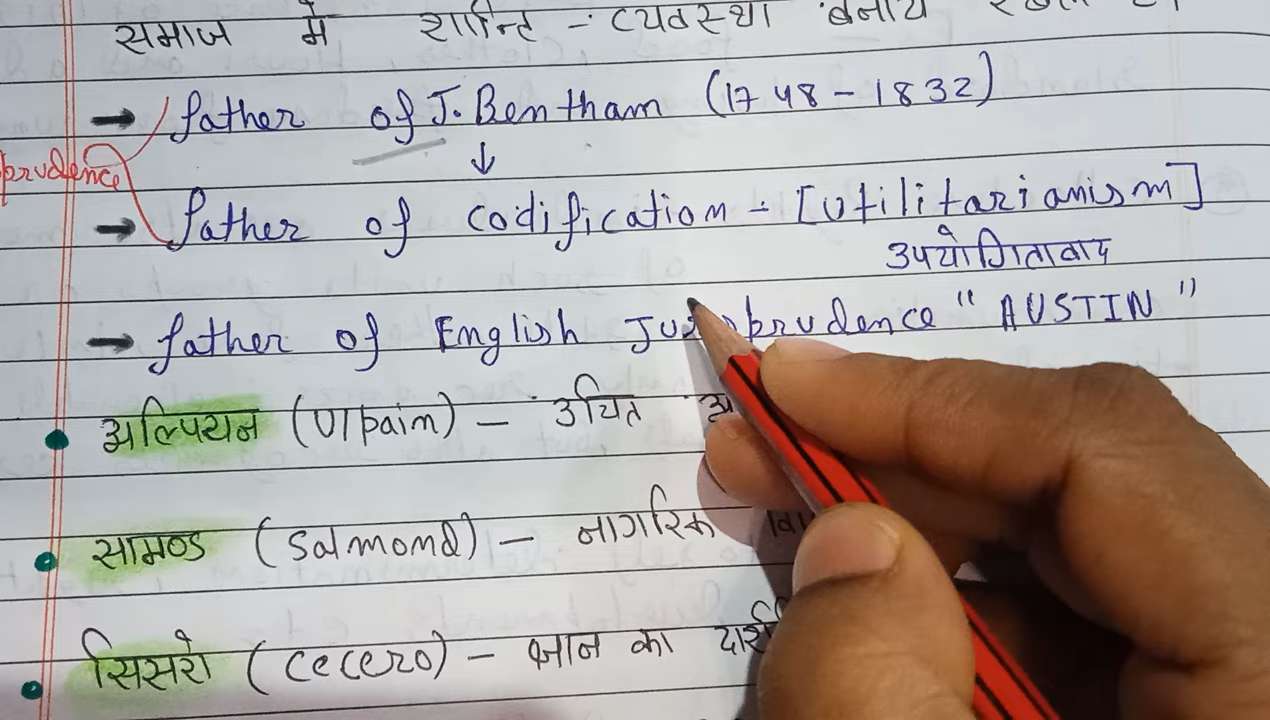 समाज में शान्ति - व्यवस्था बनाये
→ father of J. Bentham (1748 - 1832)
prudence
↓
→ father of codification - [Utilitarianism]
उपयोगितावाद
→ father of English Jurisprudence "AUSTIN"
• अल्पियन (Ulpain) - उचित
• सामण्ड (Salmond) - नागरिक
• सिसरो (Cecero) - ज्ञान का